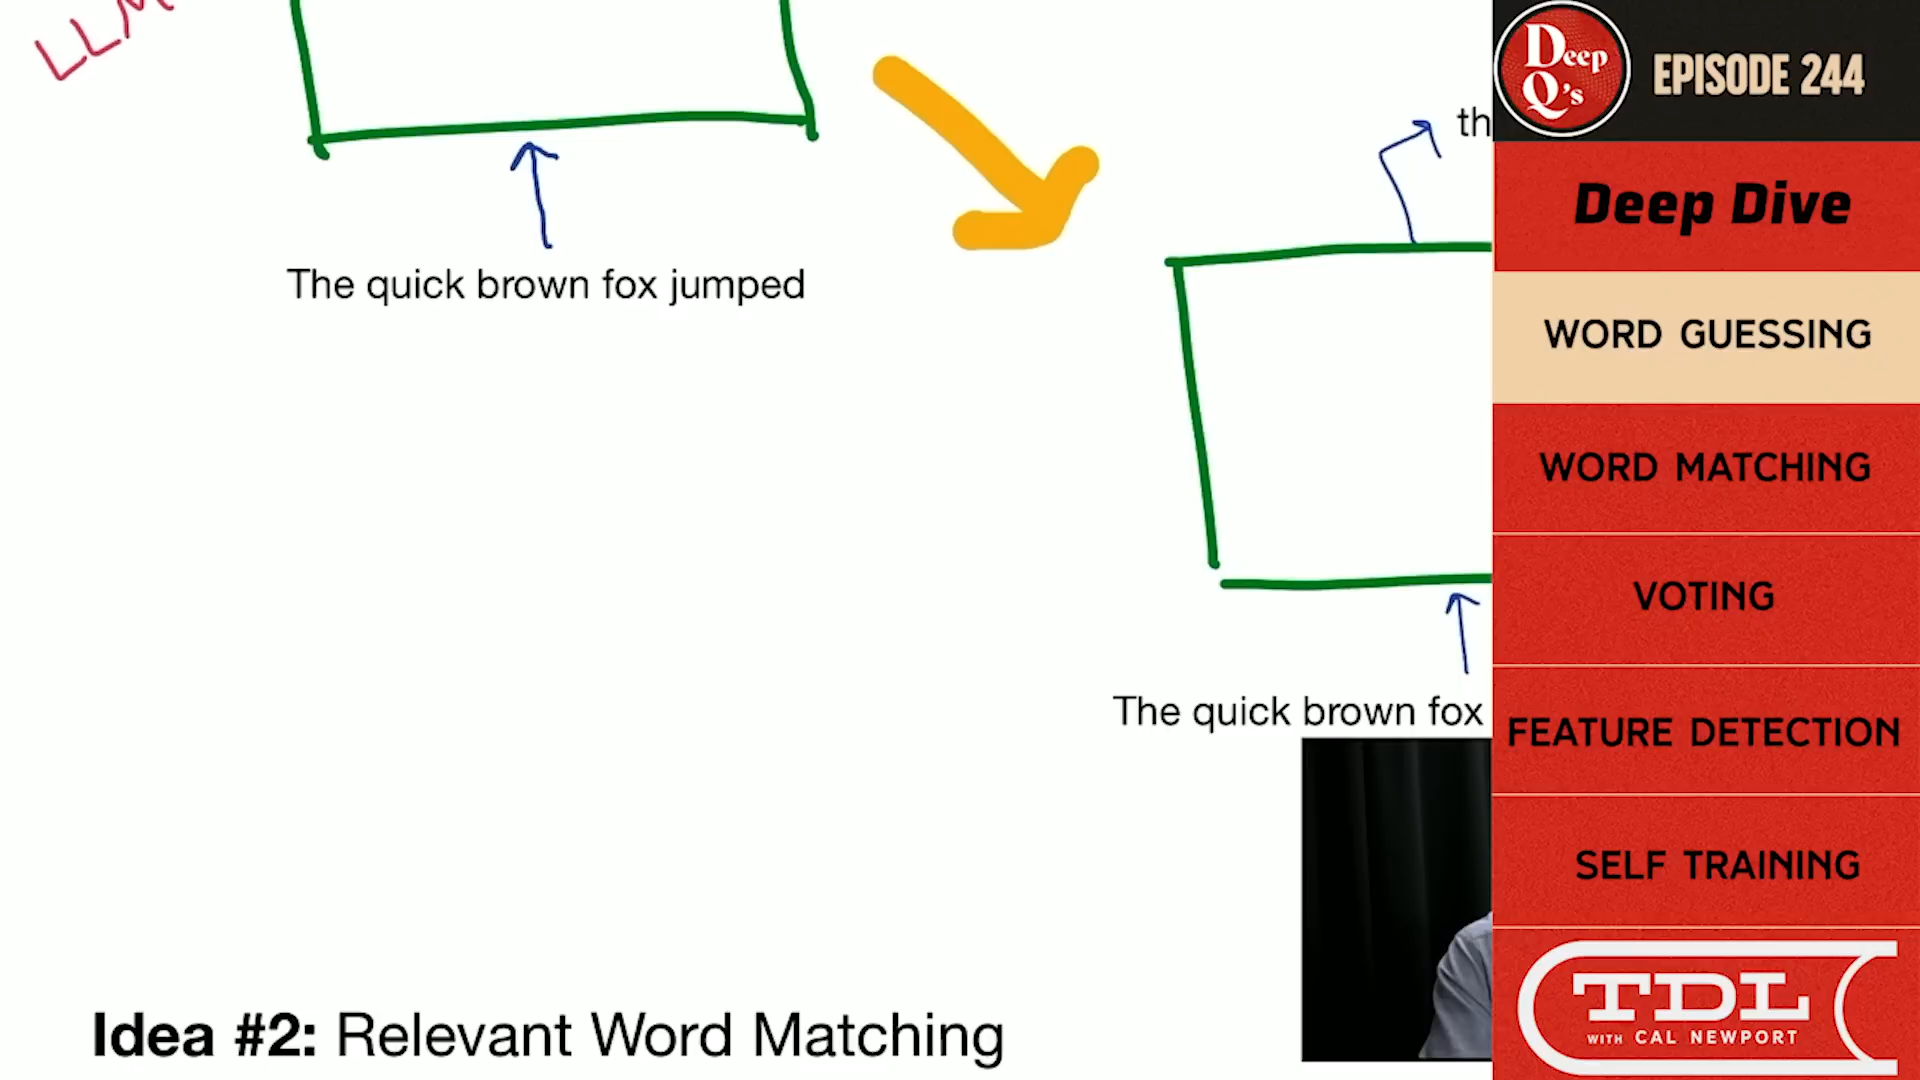 LLM
The quick brown fox jumped
th
The quick brown fox
Idea #2: Relevant Word Matching
Deep
Q's
EPISODE 244
Deep Dive
WORD GUESSING
WORD MATCHING
VOTING
FEATURE DETECTION
SELF TRAINING
TDL
WITH CAL NEWPORT